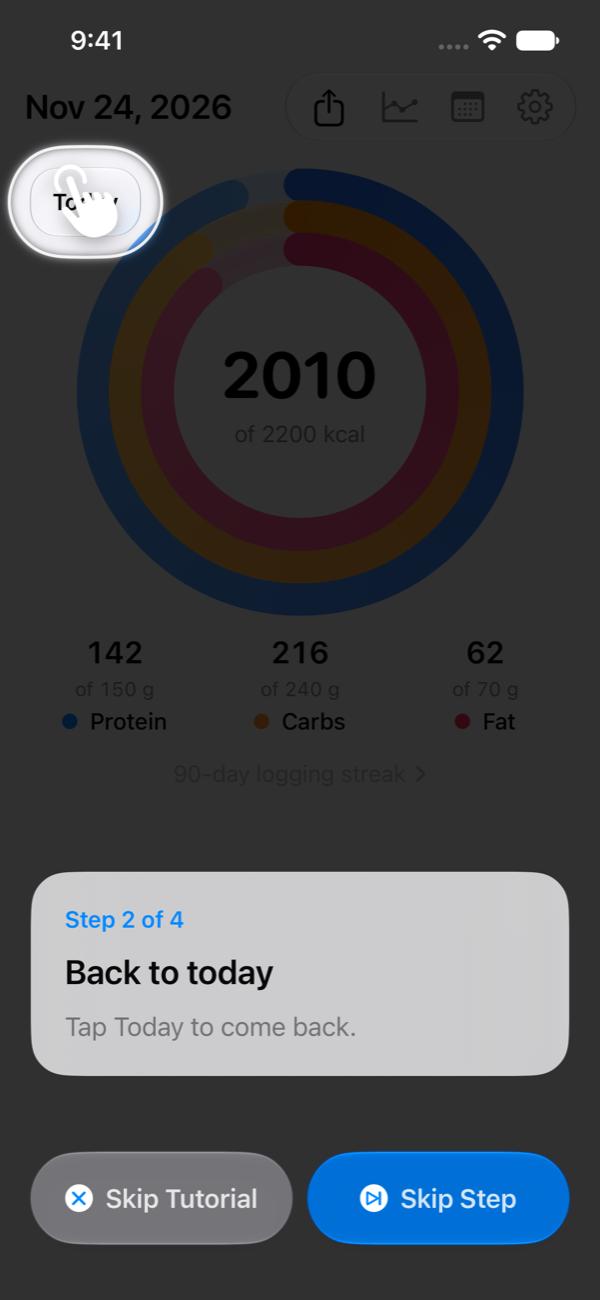 9:41
Nov 24, 2026
Today
2010
of 2200 kcal
142
216
62
of 150 g
of 240 g
of 70 g
Protein
Carbs
Fat
90-day logging streak
Step 2 of 4
Back to today
Tap Today to come back.
Skip Tutorial
Skip Step